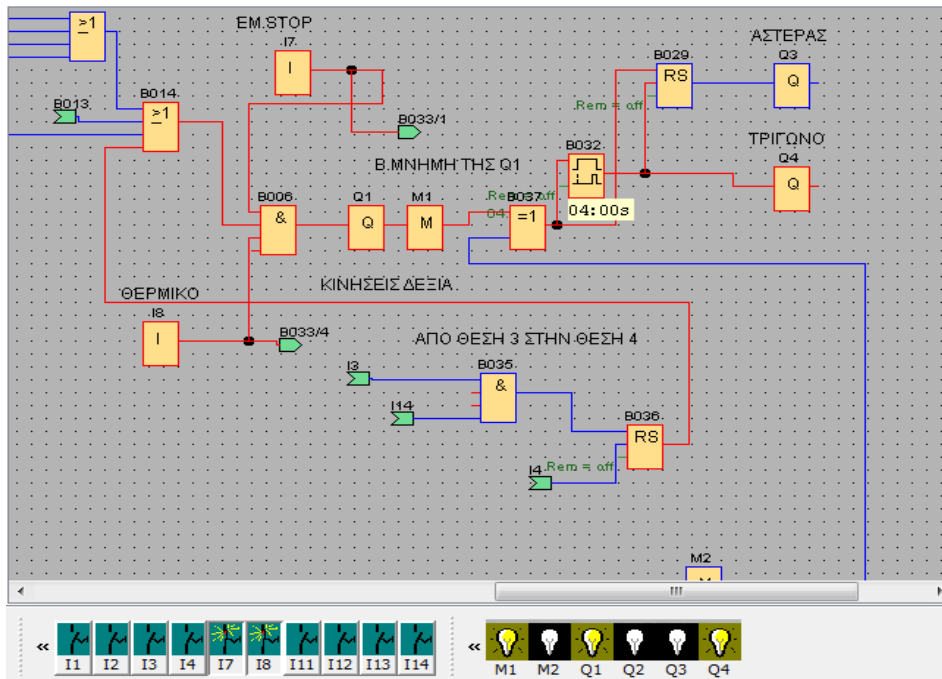 ≥1
EM.STOP
I7
I
B014
≥1
B013
B033/1
ΑΣΤΕΡΑΣ
B029
RS
Q3
Q
Rem = off
Β.ΜΝΗΜΗ ΤΗΣ Q1
B032
ΤΡΙΓΩΝΟ
Q4
Q
04:00s
B006
&
Q1
Q
M1
M
B037
=1
ΚΙΝΗΣΕΙΣ ΔΕΞΙΑ
ΘΕΡΜΙΚΟ
I8
I
B033/4
ΑΠΟ ΘΕΣΗ 3 ΣΤΗΝ ΘΕΣΗ 4
I3
B035
&
I14
B036
RS
I4
Rem = off
M2
I1 I2 I3 I4 I7 I8 I11 I12 I13 I14
M1 M2 Q1 Q2 Q3 Q4